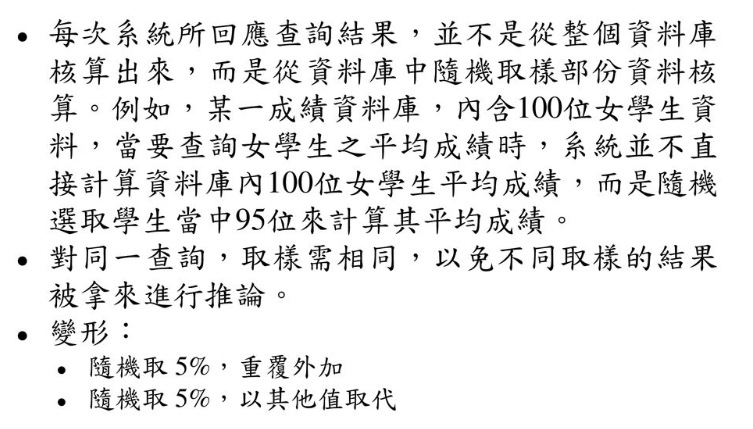 • 每次系統所回應查詢結果，並不是從整個資料庫
核算出來，而是從資料庫中隨機取樣部份資料核
算。例如，某一成績資料庫，內含100位女學生資
料，當要查詢女學生之平均成績時，系統並不直
接計算資料庫內100位女學生平均成績，而是隨機
選取學生當中95位來計算其平均成績。
• 對同一查詢，取樣需相同，以免不同取樣的結果
被拿來進行推論。
• 變形：
• 隨機取 5%，重覆外加
• 隨機取 5%，以其他值取代